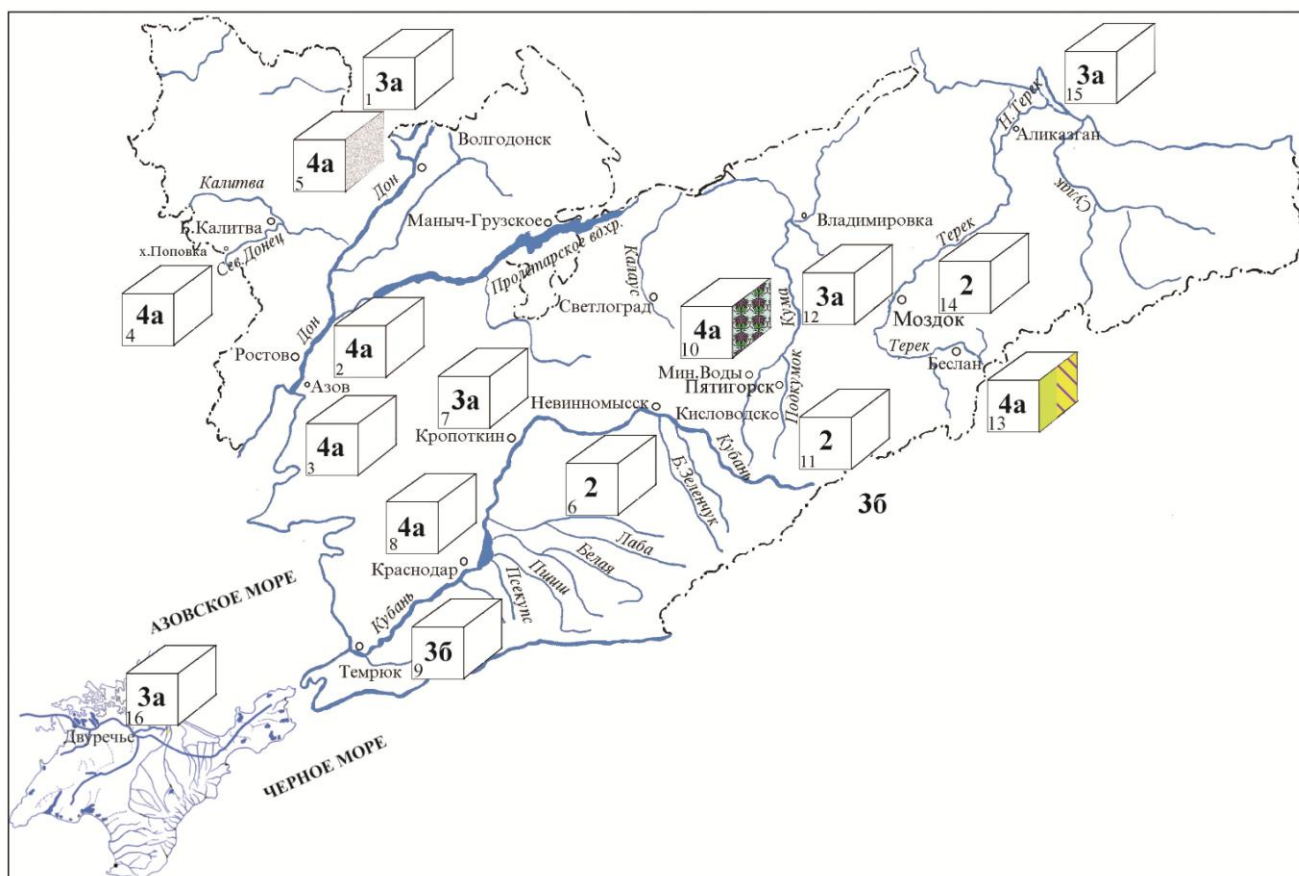 3а
1
3а
15
Н.Терек
Аликазган
Волгодонск
4а
5
Дон
Калитва
Сулак
Маныч-Грузское
Владимировка
Б.Калитва
х.Поповка
Сев.Донец
Терек
Пролетарское вдхр.
Калаус
4а
4
Светлоград
4а
10
Кума
3а
12
2
14
Моздок
Дон
4а
2
Ростов
Терек
Беслан
Азов
Мин.Воды
Пятигорск
Подкумок
3а
7
Невинномысск
Кисловодск
4а
13
4а
3
Кропоткин
Кубань
2
11
2
6
Б.Зеленчук
3б
4а
8
Лаба
Белая
Краснодар
Пшиш
Псекупс
АЗОВСКОЕ МОРЕ
Кубань
3б
9
Темрюк
3а
16
Двуречье
ЧЕРНОЕ МОРЕ